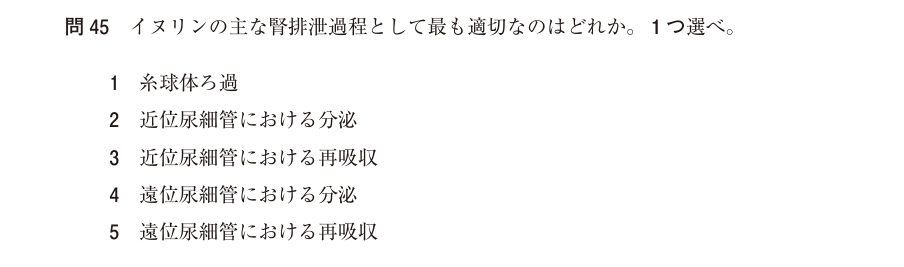 問 45 イヌリンの主な腎排泄過程として最も適切なのはどれか。1つ選べ。
1 糸球体ろ過
2 近位尿細管における分泌
3 近位尿細管における再吸収
4 遠位尿細管における分泌
5 遠位尿細管における再吸収